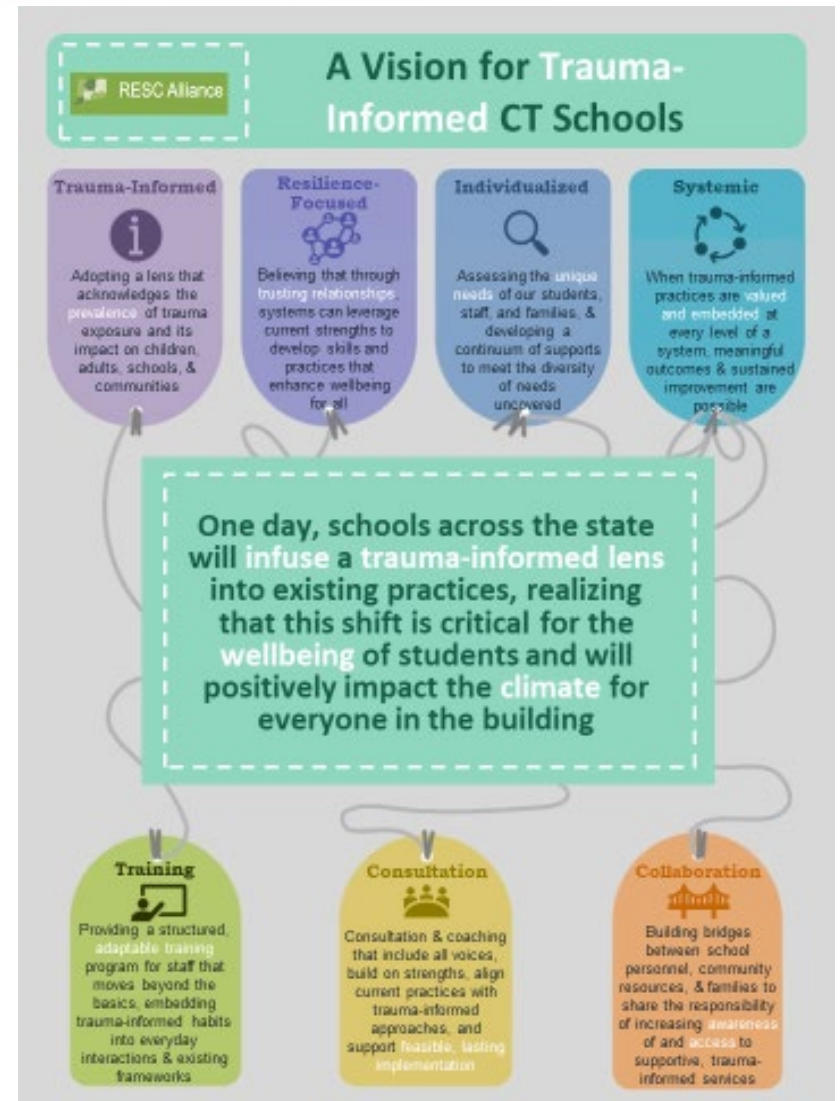 RESC Alliance
A Vision for Trauma-
Informed CT Schools
Trauma-Informed
Adopting a lens that
acknowledges the
prevalence of trauma
exposure and its
impact on children,
adults, schools, &
communities
Resilience-
Focused
Believing that through
trusting relationships,
systems can leverage
current strengths to
develop skills and
practices that
enhance wellbeing
for all
Individualized
Assessing the unique
needs of our students,
staff, and families, &
developing a
continuum of supports
to meet the diversity
of needs
uncovered
Systemic
When trauma-informed
practices are valued
and embedded at
every level of a
system, meaningful
outcomes & sustained
improvement are
possible
One day, schools across the state
will infuse a trauma-informed lens
into existing practices, realizing
that this shift is critical for the
wellbeing of students and will
positively impact the climate for
everyone in the building
Training
Providing a structured,
adaptable training
program for staff that
moves beyond the
basics, embedding
trauma-informed habits
into everyday
interactions & existing
frameworks
Consultation
Consultation & coaching
that include all voices,
build on strengths, align
current practices with
trauma-informed
approaches, and
support feasible, lasting
implementation
Collaboration
Building bridges
between school
personnel, community
resources, & families to
share the responsibility
of increasing awareness
of and access to
supportive, trauma-
informed services